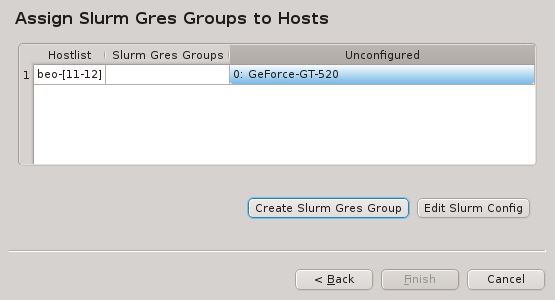 Assign Slurm Gres Groups to Hosts
Hostlist Slurm Gres Groups Unconfigured
1 beo-[11-12] 0: GeForce-GT-520
Create Slurm Gres Group Edit Slurm Config
< Back Finish Cancel